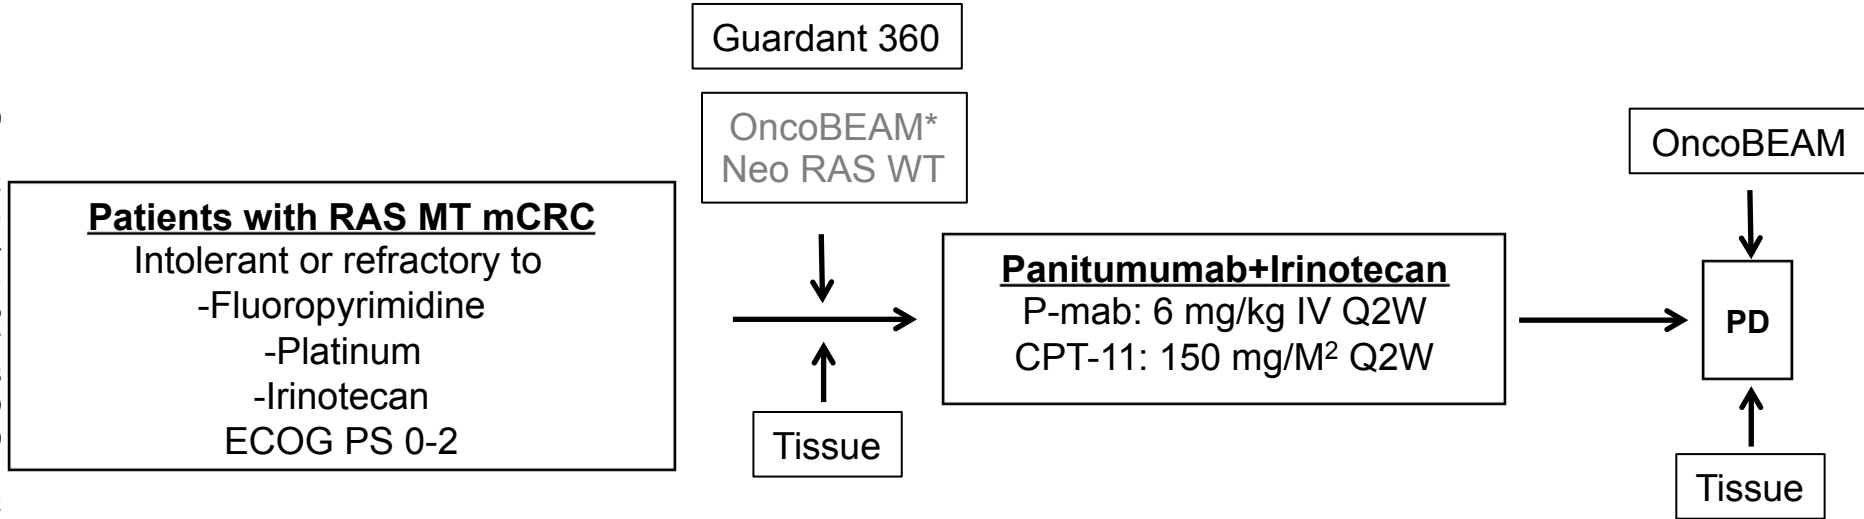 Guardant 360
OncoBEAM*
Neo RAS WT
OncoBEAM
Patients with RAS MT mCRC
Intolerant or refractory to
-Fluoropyrimidine
-Platinum
-Irinotecan
ECOG PS 0-2
Tissue
Panitumumab+Irinotecan
P-mab: 6 mg/kg IV Q2W
CPT-11: 150 mg/M² Q2W
PD
Tissue